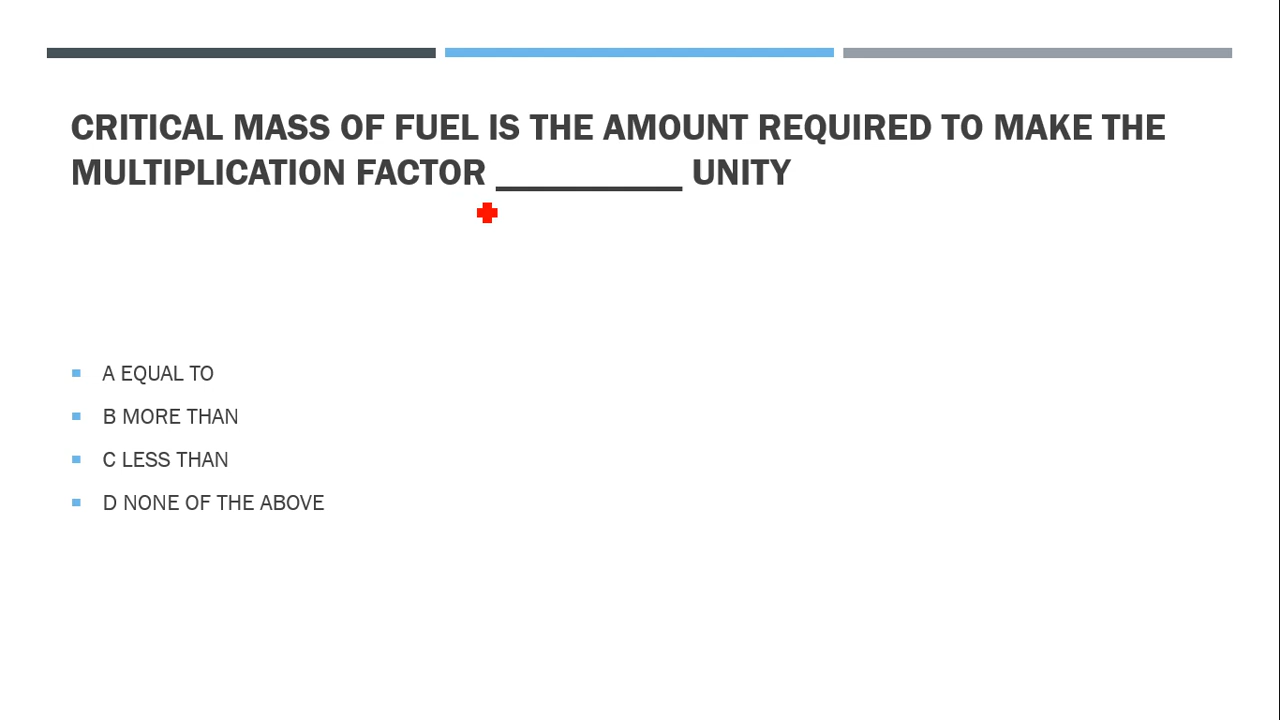 CRITICAL MASS OF FUEL IS THE AMOUNT REQUIRED TO MAKE THE
MULTIPLICATION FACTOR __________ UNITY
A EQUAL TO
B MORE THAN
C LESS THAN
D NONE OF THE ABOVE